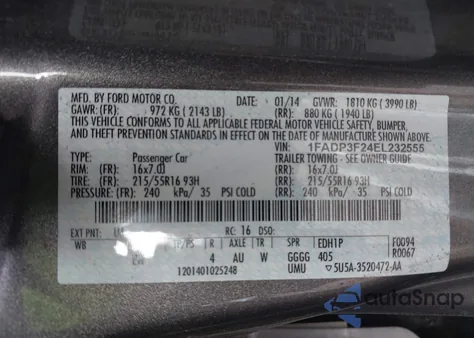 MFD. BY FORD MOTOR CO.
DATE: 01/14 GVWR: 1810 KG ( 3990 LB)
GAWR: (FR): 972 KG ( 2143 LB) (RR): 880 KG ( 1940 LB)
THIS VEHICLE CONFORMS TO ALL APPLICABLE FEDERAL MOTOR VEHICLE SAFETY, BUMPER,
AND THEFT PREVENTION STANDARDS IN EFFECT ON THE DATE OF MANUFACTURE SHOWN ABOVE.
VIN: 1FADP3F24EL232555
TYPE: Passenger Car TRAILER TOWING - SEE OWNER GUIDE
RIM: (FR): 16x7.0J (RR): 16x7.0J
TIRE: (FR): 215/55R16 93H (RR): 215/55R16 93H
PRESSURE: (FR): 240 kPa/ 35 PSI COLD (RR): 240 kPa/ 35 PSI COLD
EXT PNT: RC: 16 DSO:
WB TP/PS R AXLE TR SPR EDH1P F0094
4 AU W GGGG 405 R0067
1201401025248 UMU 5U5A-3520472-AA
AutaSnap